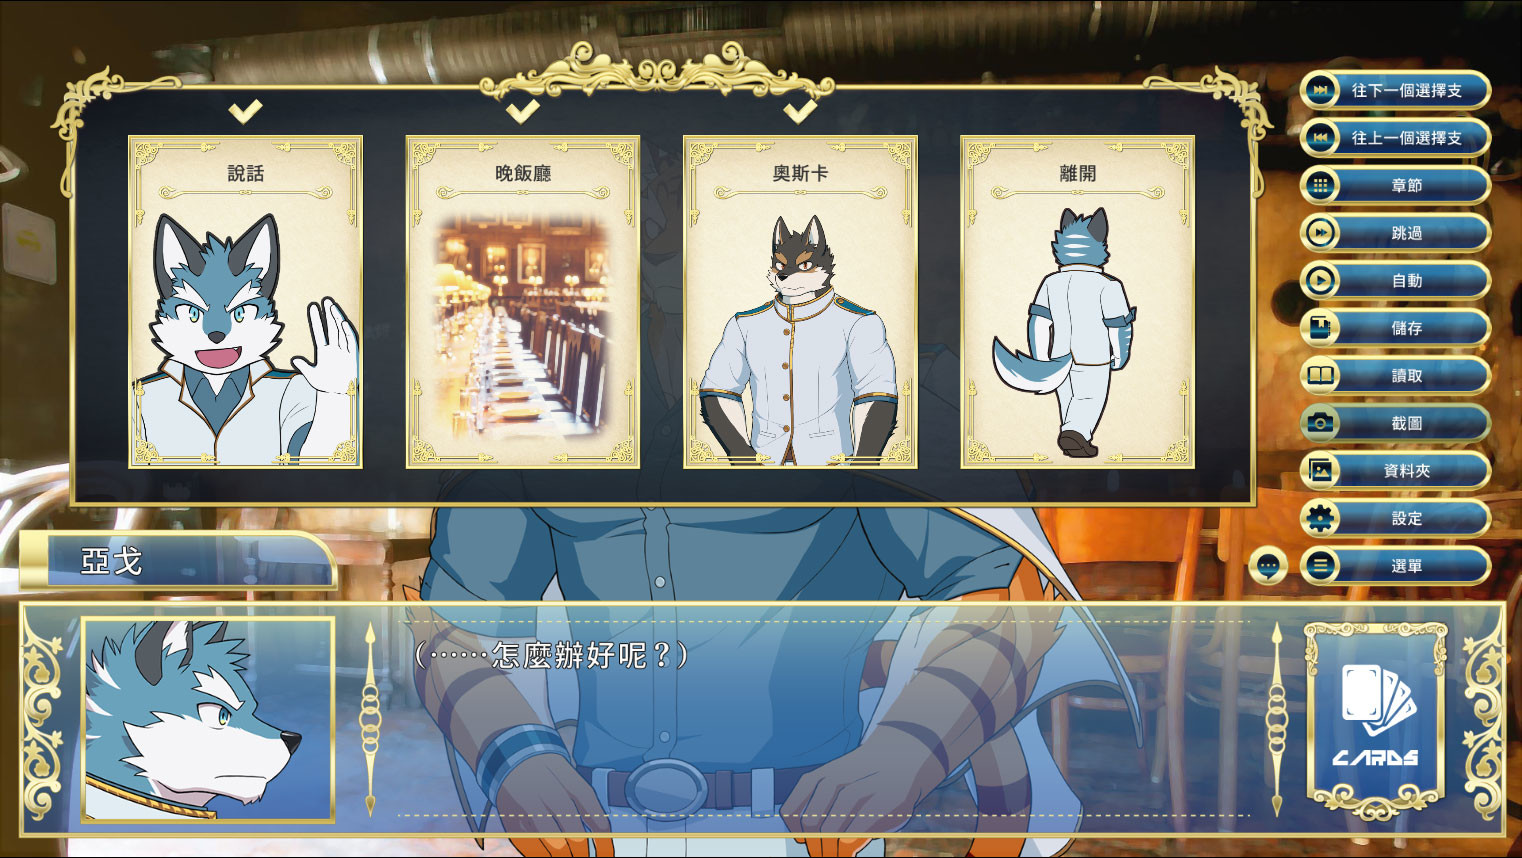 說話
晚飯廳
奧斯卡
離開
往下一個選擇支
往上一個選擇支
章節
跳過
自動
儲存
讀取
截圖
資料夾
設定
選單
亞戈
(……怎麼辦好呢？)
CARDS